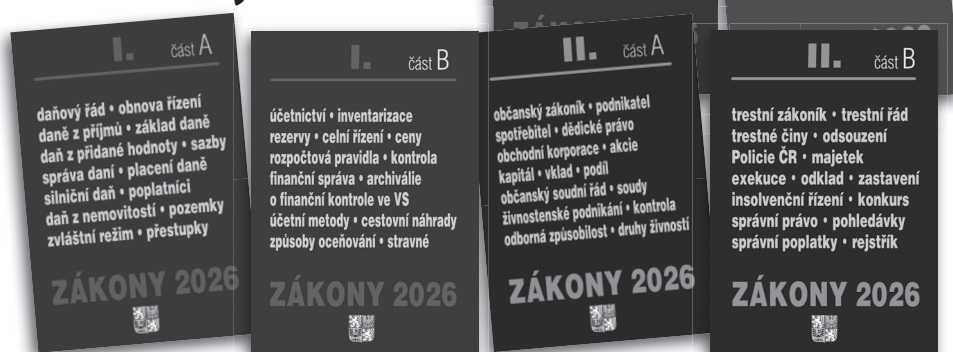 I. část A
daňový řád • obnova řízení
daně z příjmů • základ daně
daň z přidané hodnoty • sazby
správa daní • placení daně
silniční daň • poplatníci
daň z nemovitostí • pozemky
zvláštní režim • přestupky
ZÁKONY 2026
I. část B
účetnictví • inventarizace
rezervy • celní řízení • ceny
rozpočtová pravidla • kontrola
finanční správa • archiválie
o finanční kontrole ve VS
účetní metody • cestovní náhrady
způsoby oceňování • stravné
ZÁKONY 2026
II. část A
občanský zákoník • podnikatel
spotřebitel • dědické právo
obchodní korporace • akcie
kapitál • vklad • podíl
občanský soudní řád • soudy
živnostenské podnikání • kontrola
odborná způsobilost • druhy živností
ZÁKONY 2026
II. část B
trestní zákoník • trestní řád
trestné činy • odsouzení
Policie ČR • majetek
exekuce • odklad • zastavení
insolvenční řízení • konkurs
správní právo • pohledávky
správní poplatky • rejstřík
ZÁKONY 2026